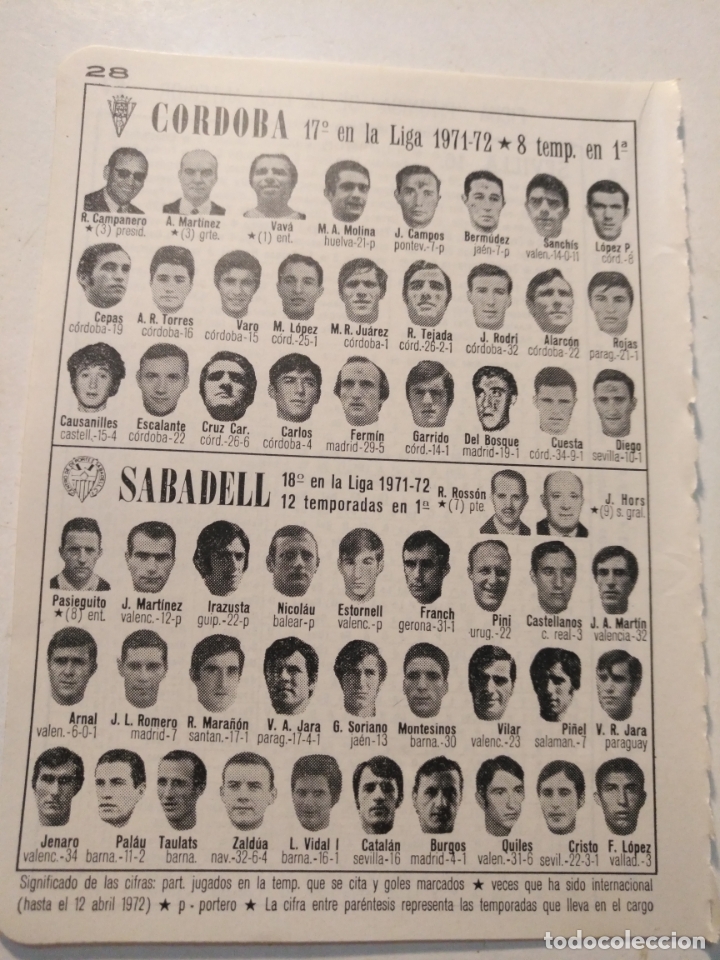 28
CORDOBA 17º en la Liga 1971-72 ★ 8 temp. en 1ª
R. Campanero A. Martínez Vavá M. A. Molina J. Campos Bermúdez Sanchís López P.
★(3) presid. ★(3) grte. ★(1) ent. huelva-21-p pontev.-7-p jaén-7-p valen.-14-0-11 córd.-8
Cepas A. R. Torres Varo M. López M. R. Juárez R. Tejada J. Rodri Alarcón Rojas
córdoba-19 córdoba-16 córdoba-15 córd.-25-1 córdoba-1 córd.-26-2-1 córdoba-32 córdoba-22 parag.-21-1
Causanilles Escalante Cruz Car. Carlos Fermín Garrido Del Bosque Cuesta Diego
castell.-15-4 córdoba-22 córd.-26-6 córdoba-4 madrid-29-5 córd.-14-1 madrid-19-1 córd.-34-9-1 sevilla-10-1
SABADELL 18º en la Liga 1971-72
12 temporadas en 1ª
R. Rossón J. Hors
★(7) pte. ★(9) s. gral.
Pasieguito J. Martínez Irazusta Nicoláu Estornell Franch Pini Castellanos J. A. Martín
★(8) ent. valenc.-12-p guip.-22-p balear-p valenc.-p gerona-31-1 urug.-22 c. real-3 valencia-32
Arnal J. L. Romero R. Marañón V. A. Jara G. Soriano Montesinos Vilar Piñel V. R. Jara
valen.-6-0-1 madrid-7 santan.-17-1 parag.-17-4-1 jaén-13 barna.-30 valenc.-23 salaman.-7 paraguay
Jenaro Paláu Taulats Zaldúa L. Vidal I Catalán Burgos Quiles Cristo F. López
valenc.-34 barna.-11-2 barna. nav.-32-6-4 barna.-16-1 sevilla-16 madrid-4-1 valen.-31-6 sevil.-22-3-1 vallad.-3
Significado de las cifras: part. jugados en la temp. que se cita y goles marcados ★ veces que ha sido internacional
(hasta el 12 abril 1972) ★ p - portero ★ La cifra entre paréntesis representa las temporadas que lleva en el cargo
todocoleccion